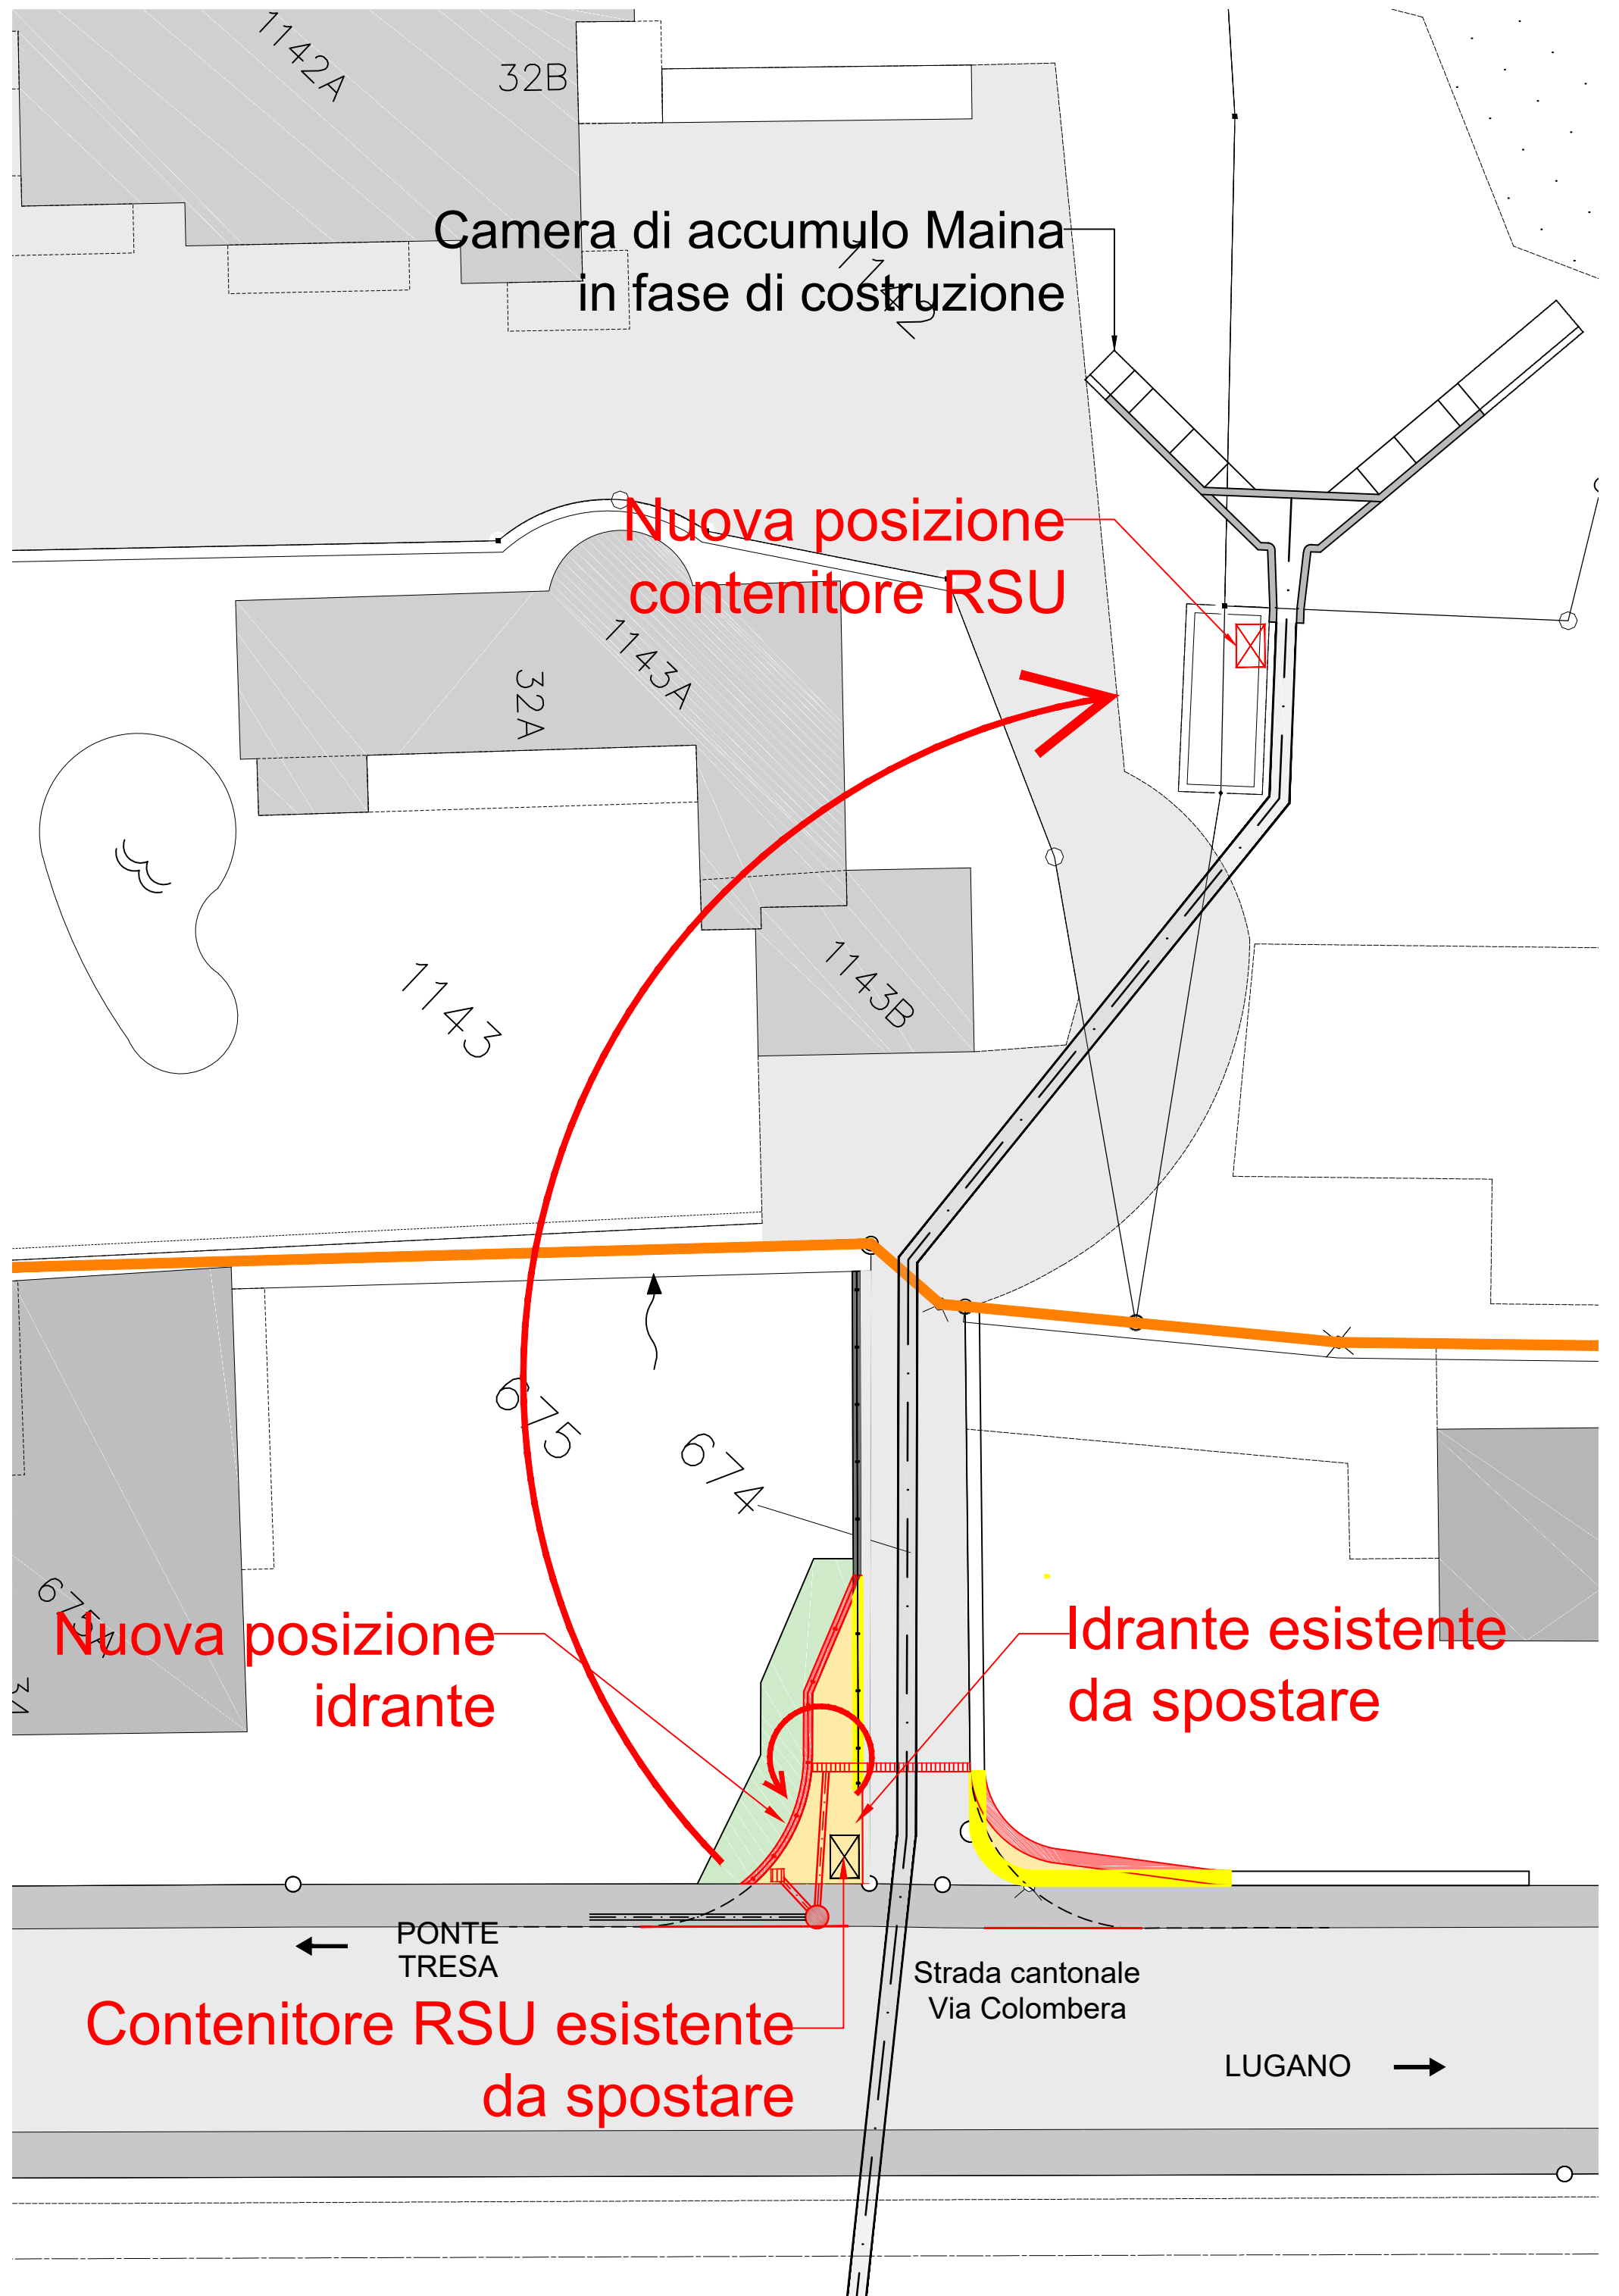 1142A
32B
Camera di accumulo Maina
in fase di costruzione
1142
Nuova posizione
contenitore RSU
1143A
32A
1143B
1143
675
674
675A
Nuova posizione
idrante
Idrante esistente
da spostare
PONTE
TRESA
Strada cantonale
Via Colombera
Contenitore RSU esistente
da spostare
LUGANO